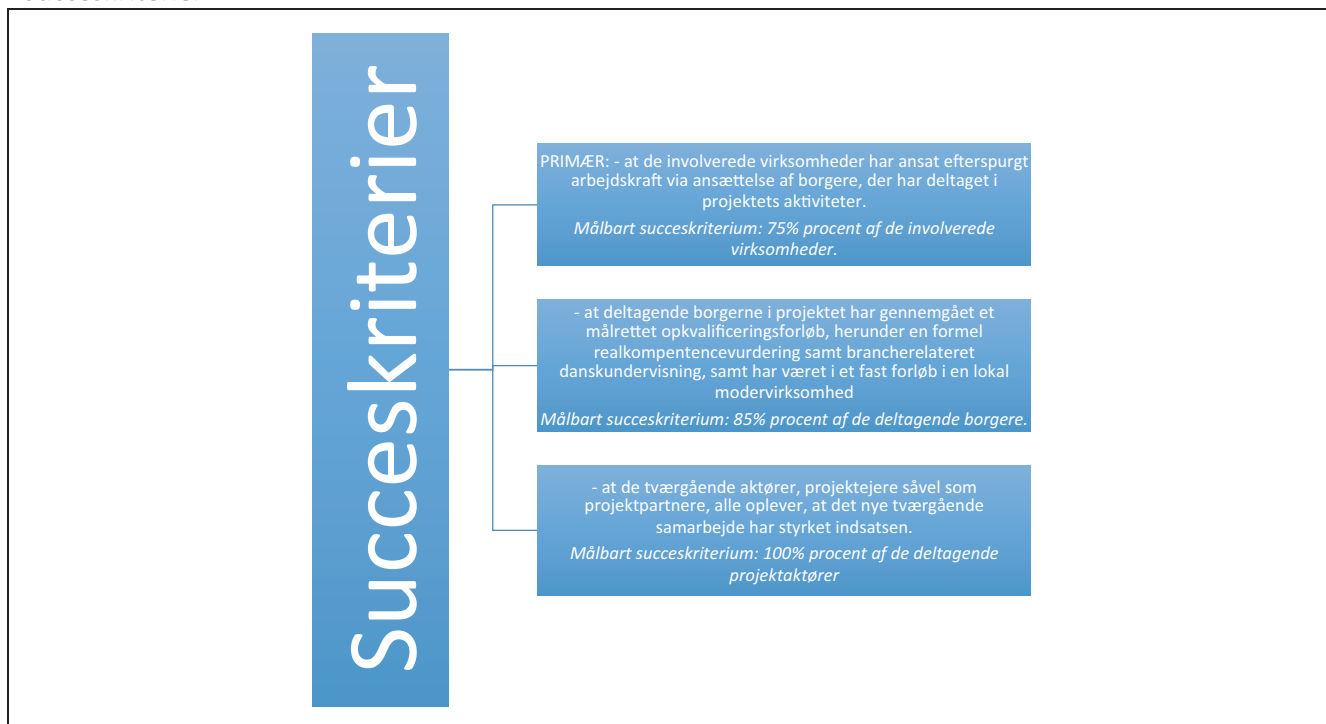 Succeskriterier
PRIMÆR: - at de involverede virksomheder har ansat efterspurgt
arbejdskraft via ansættelse af borgere, der har deltaget i
projektets aktiviteter.
Målbart succeskriterium: 75% procent af de involverede
virksomheder.
- at deltagende borgerne i projektet har gennemgået et
målrettet opkvalificeringsforløb, herunder en formel
realkompentencevurdering samt brancherelateret
danskundervisning, samt har været i et fast forløb i en lokal
modervirksomhed
Målbart succeskriterium: 85% procent af de deltagende borgere.
- at de tværgående aktører, projektejere såvel som
projektpartnere, alle oplever, at det nye tværgående
samarbejde har styrket indsatsen.
Målbart succeskriterium: 100% procent af de deltagende
projektaktører